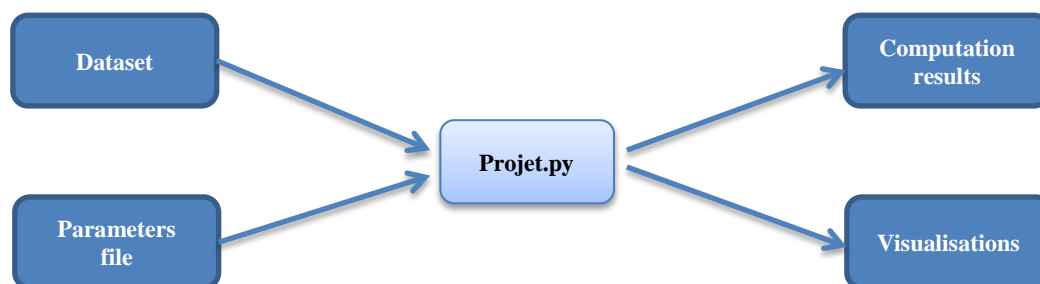 Dataset
Computation
results
Projet.py
Parameters
file
Visualisations